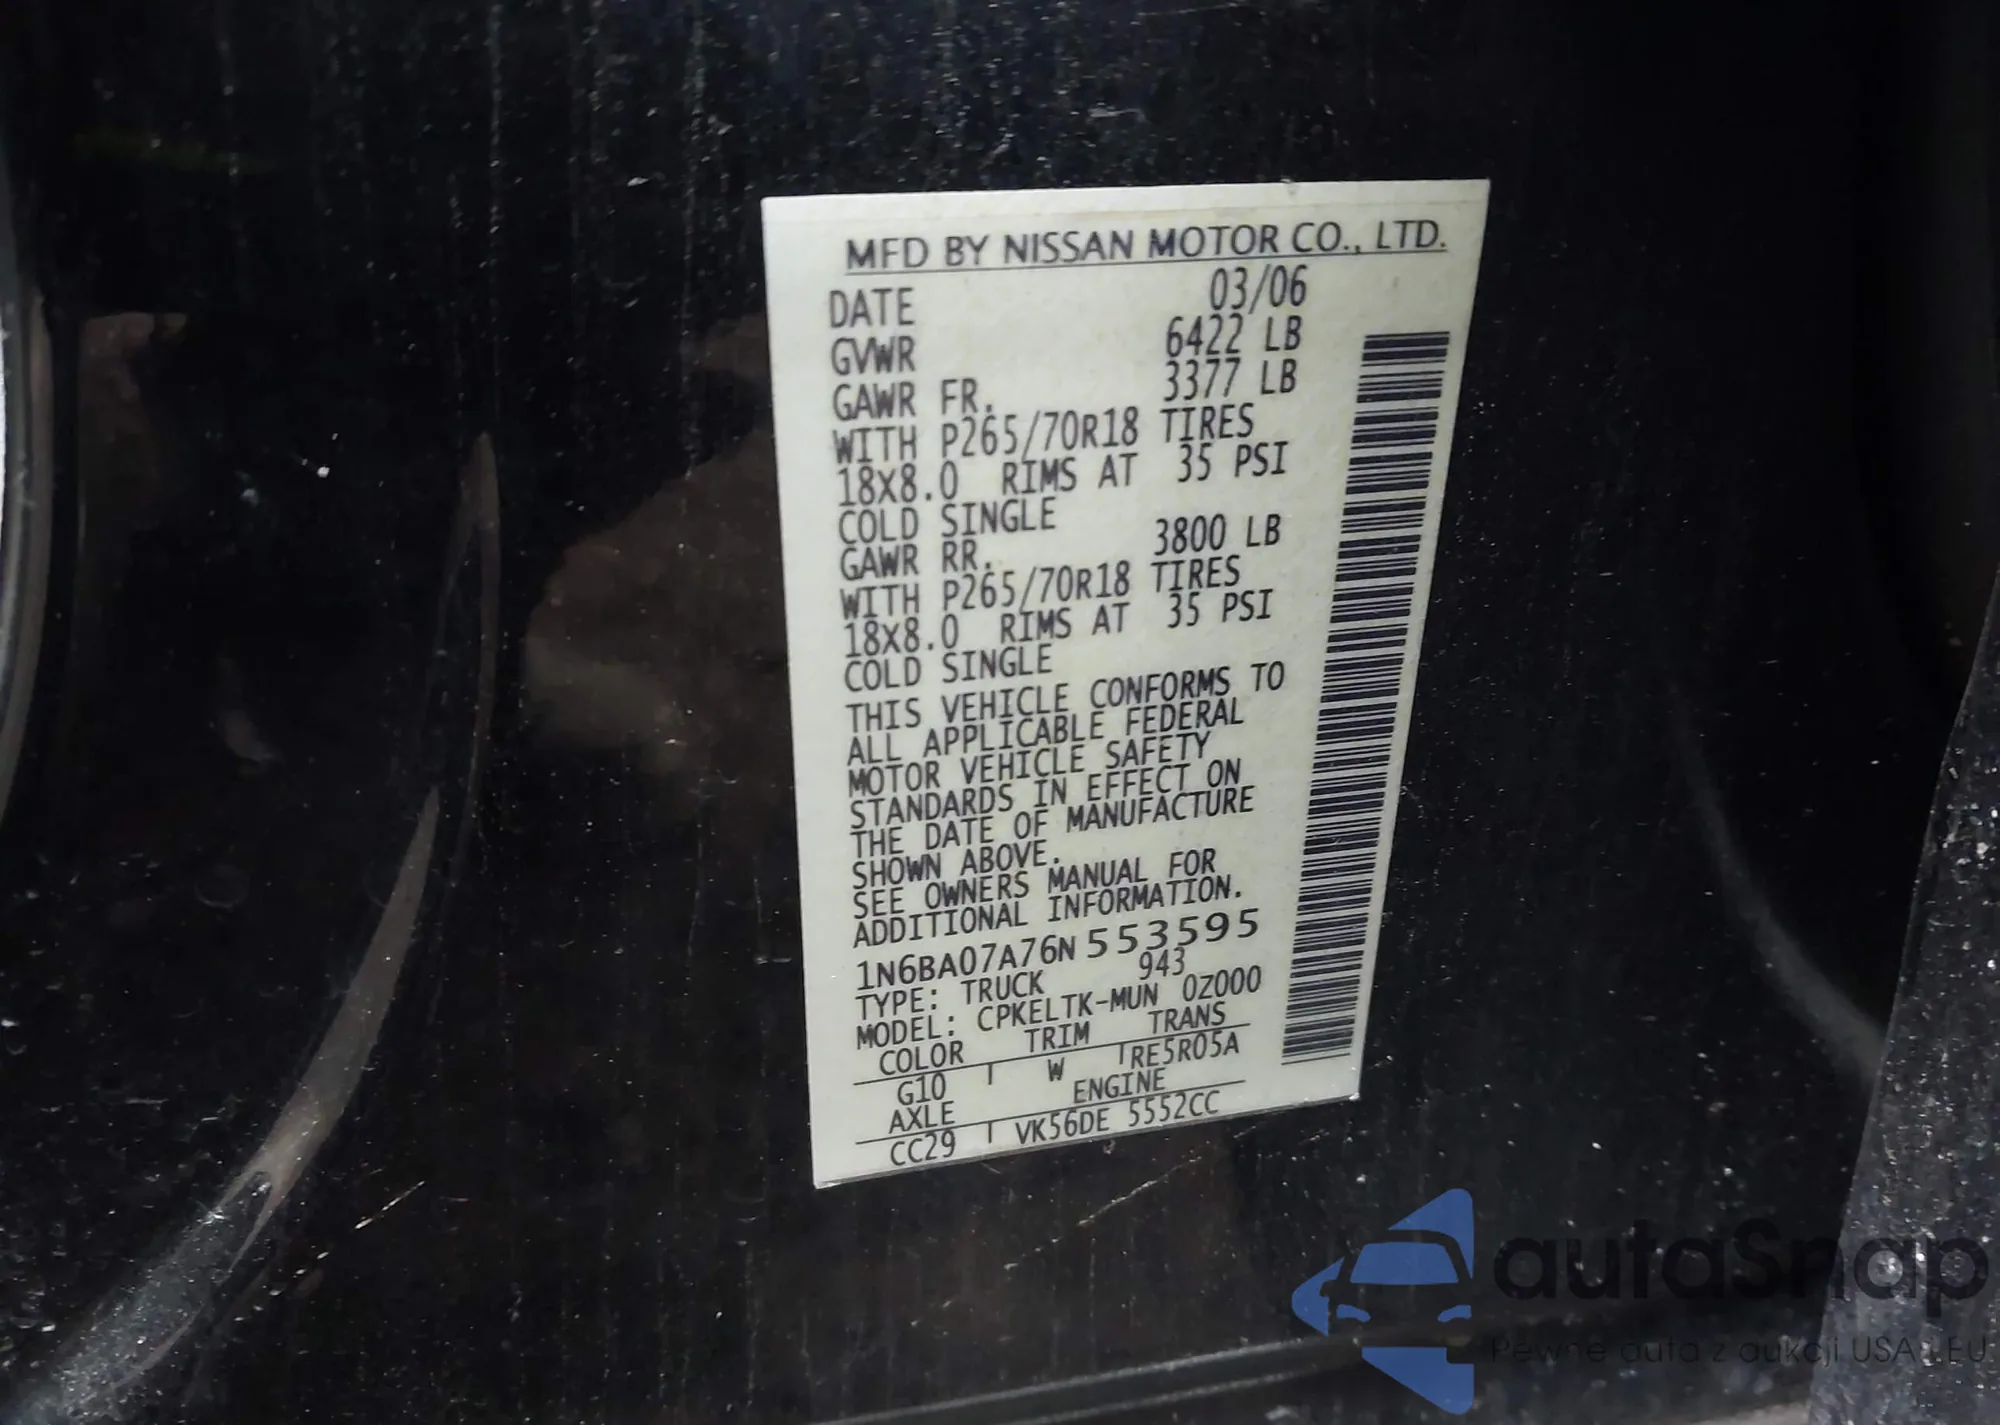 MFD BY NISSAN MOTOR CO., LTD.
DATE 03/06
GVWR 6422 LB
GAWR FR. 3377 LB
WITH P265/70R18 TIRES
18X8.0 RIMS AT 35 PSI
COLD SINGLE
GAWR RR. 3800 LB
WITH P265/70R18 TIRES
18X8.0 RIMS AT 35 PSI
COLD SINGLE
THIS VEHICLE CONFORMS TO
ALL APPLICABLE FEDERAL
MOTOR VEHICLE SAFETY
STANDARDS IN EFFECT ON
THE DATE OF MANUFACTURE
SHOWN ABOVE.
SEE OWNERS MANUAL FOR
ADDITIONAL INFORMATION.
1N6BA07A76N 553595
TYPE: TRUCK 943
MODEL: CPKELTK-MUN 0Z000
COLOR TRIM TRANS
G10 W RE5R05A
AXLE ENGINE
CC29 VK56DE 5552CC
autaSnap
Pewne auta z aukcji USA i EU